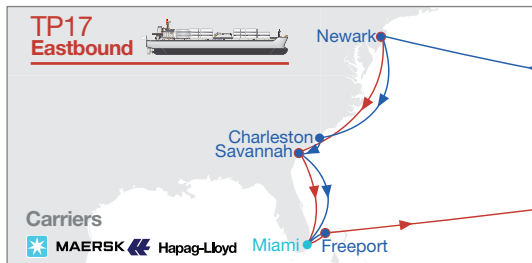 TP17
Eastbound
Newark
Charleston
Savannah
Carriers
MAERSK
Hapag-Lloyd
Miami
Freeport